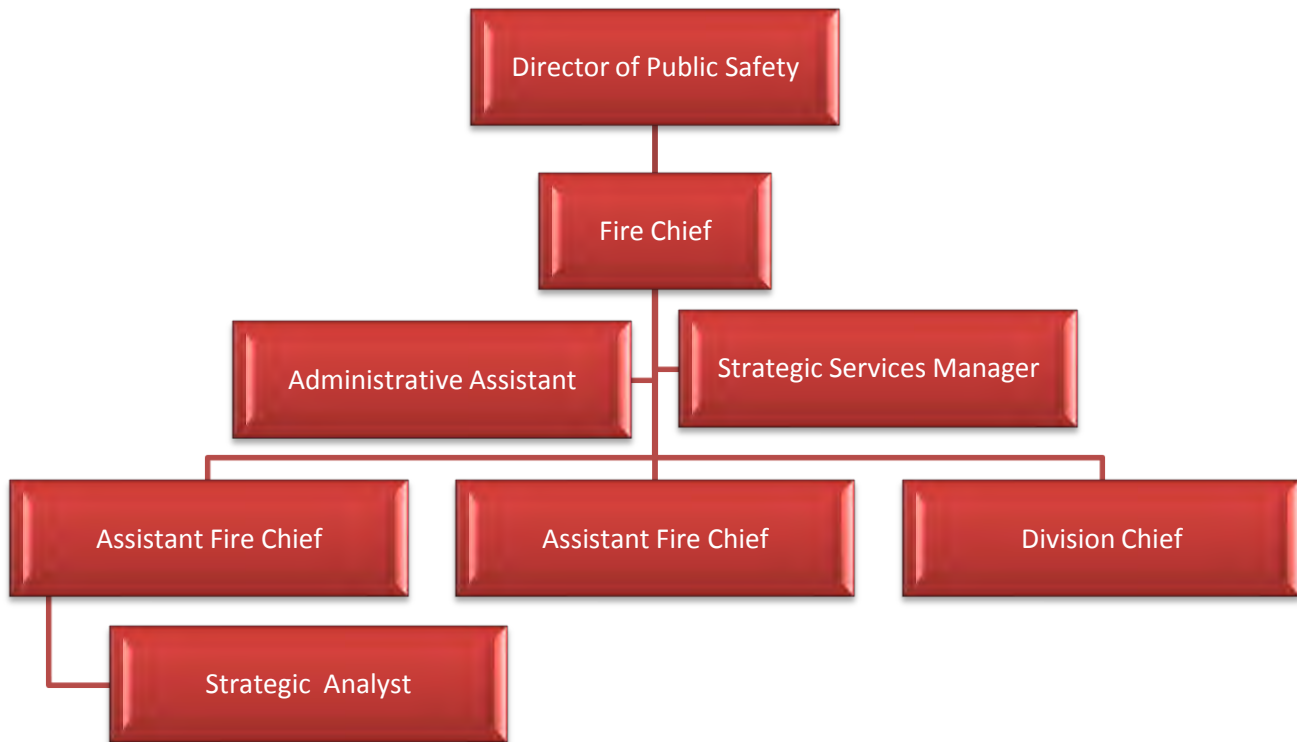 Director of Public Safety
Fire Chief
Administrative Assistant
Strategic Services Manager
Assistant Fire Chief
Assistant Fire Chief
Division Chief
Strategic  Analyst